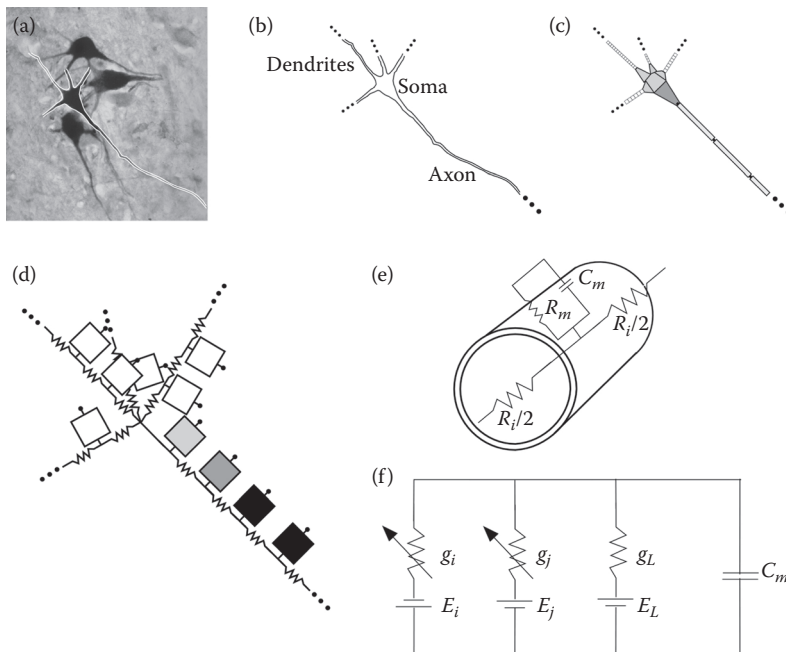 (a)
(b)
Dendrites
Soma
Axon
(c)
(d)
(e)
C_m
R_m
R_i/2
R_i/2
(f)
g_i
g_j
g_L
C_m
E_i
E_j
E_L